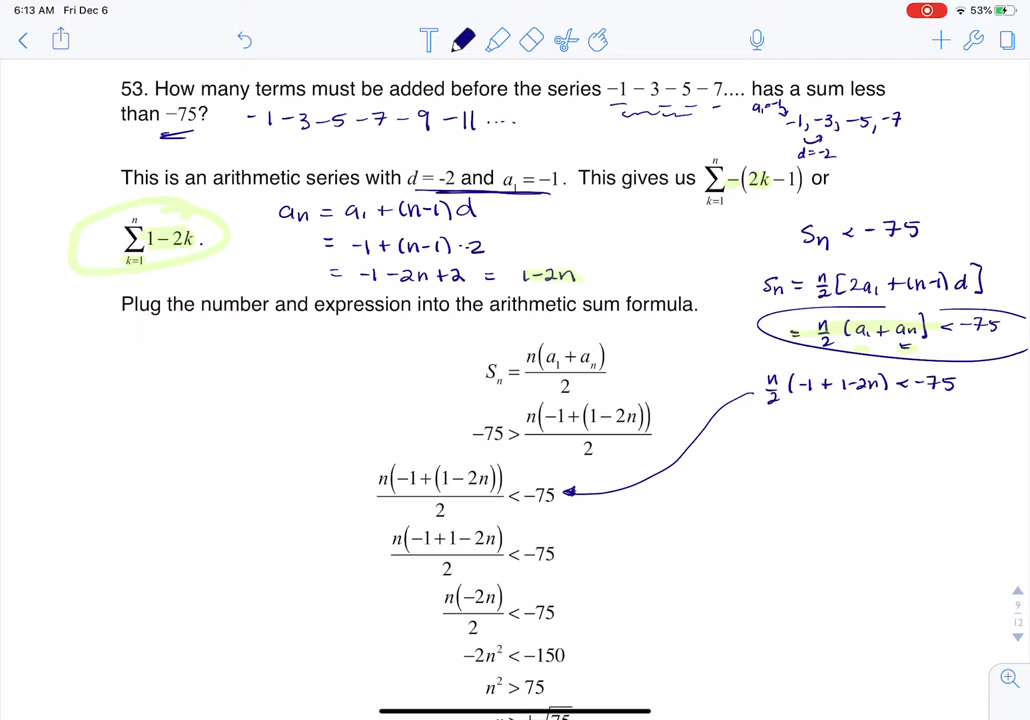 6:13 AM Fri Dec 6
53%
53. How many terms must be added before the series −1 − 3 − 5 − 7.... has a sum less
than −75?
-1 -3 -5 -7 -9 -11 ....
a₁=-1
-1, -3, -5, -7
d=-2
This is an arithmetic series with d = -2 and a₁ = −1. This gives us ∑_{k=1}^{n} −(2k − 1) or
∑_{k=1}^{n} 1 − 2k.
an = a₁ + (n-1)d
= -1 + (n-1)·-2
= -1 -2n+2 = 1-2n
Sn < -75
Sn = n/2 [2a₁ + (n-1)d]
= n/2 (a₁ + an] < -75
n/2 (-1 + 1-2n) < -75
Plug the number and expression into the arithmetic sum formula.
Sₙ = n(a₁ + aₙ)/2
−75 > n(−1+(1−2n))/2
n(−1+(1−2n))/2 < −75
n(−1+1−2n)/2 < −75
n(−2n)/2 < −75
−2n² < −150
n² > 75
9
12